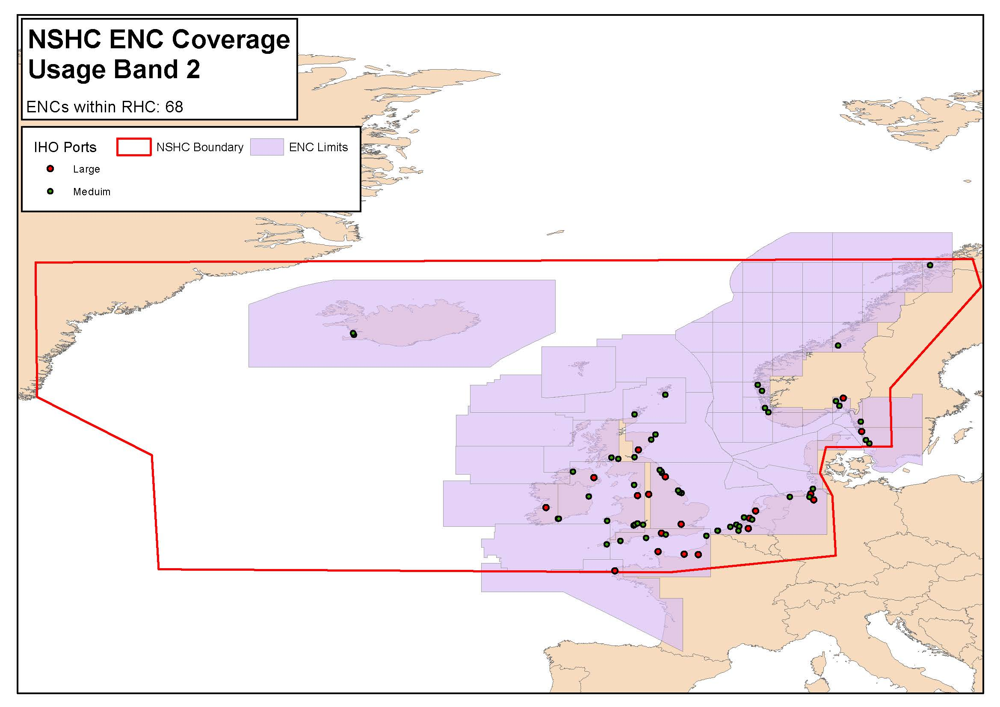 NSHC ENC Coverage
Usage Band 2
ENCs within RHC: 68
IHO Ports
NSHC Boundary
ENC Limits
Large
Meduim